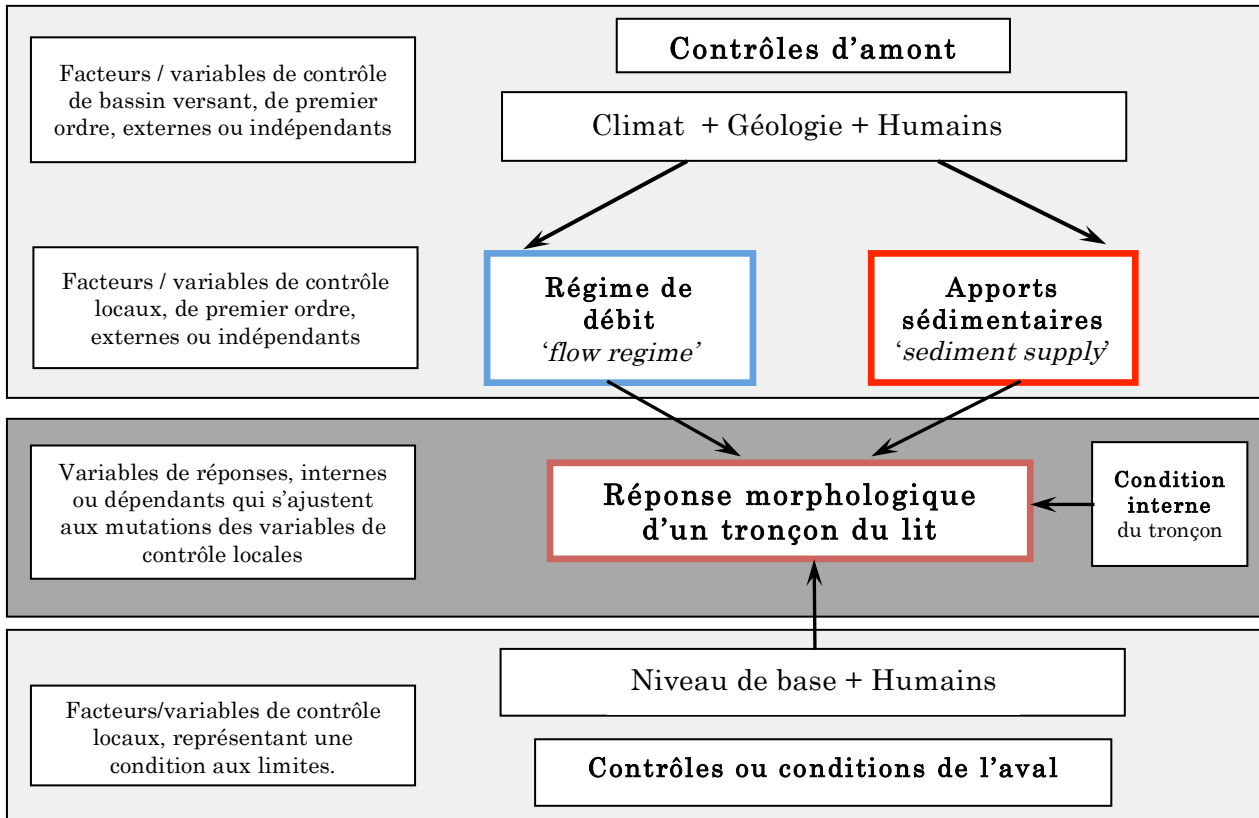 Contrôles d’amont
Facteurs / variables de contrôle
de bassin versant, de premier
ordre, externes ou indépendants
Climat + Géologie + Humains
Facteurs / variables de contrôle
locaux, de premier ordre,
externes ou indépendants
Régime de
débit
‘flow regime’
Apports
sédimentaires
‘sediment supply’
Variables de réponses, internes
ou dépendants qui s’ajustent
aux mutations des variables de
contrôle locales
Réponse morphologique
d’un tronçon du lit
Condition
interne
du tronçon
Niveau de base + Humains
Facteurs/variables de contrôle
locaux, représentant une
condition aux limites.
Contrôles ou conditions de l’aval